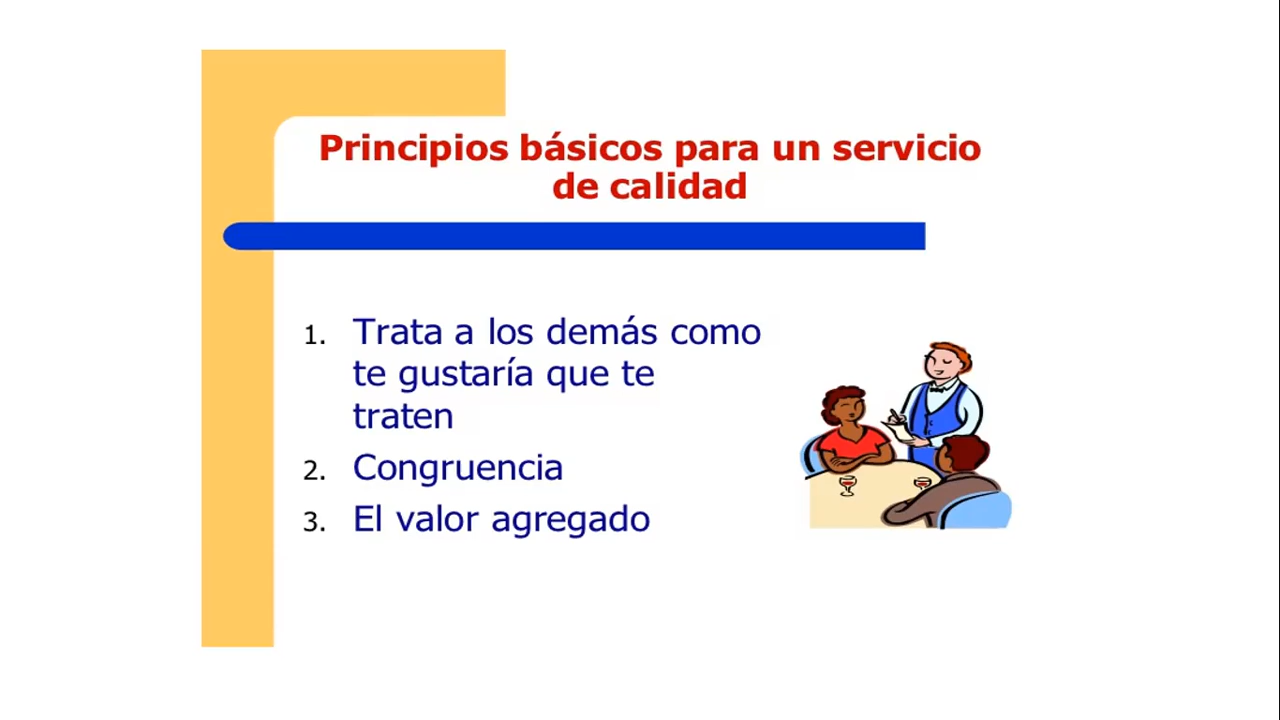 Principios básicos para un servicio
de calidad
1. Trata a los demás como
te gustaría que te
traten
2. Congruencia
3. El valor agregado